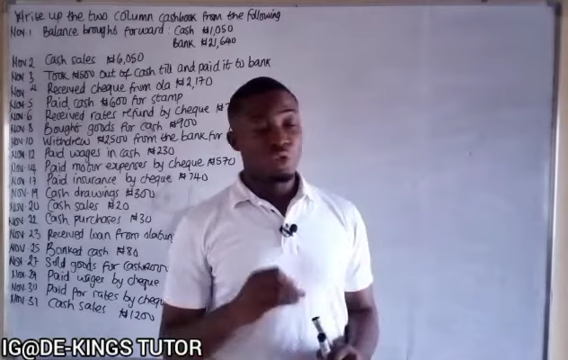 Write up the two column cashbook from the following
Nov 1 Balance brought forward: Cash ₦1,050
Bank ₦21,640
Nov 2 Cash sales ₦6,050
Nov 3 Took ₦500 out of cash till and paid it to bank
Nov 4 Received cheque from Ola ₦2,170
Nov 5 Paid cash ₦600 for stamp
Nov 6 Received rates refund by cheque ₦
Nov 8 Bought goods for cash ₦900
Nov 10 Withdrew ₦2500 from the bank for
Nov 12 Paid wages in cash ₦230
Nov 14 Paid motor expenses by cheque ₦570
Nov 17 Paid insurance by cheque ₦740
Nov 19 Cash drawings ₦300
Nov 20 Cash sales ₦20
Nov 22 Cash purchases ₦30
Nov 23 Received loan from
Nov 25 Banked cash ₦80
Nov 27 Sold goods for cash
Nov 29 Paid wages by cheque
Nov 30 Paid for rates by
Nov 31 Cash sales ₦1200
IG@DE-KINGS TUTOR